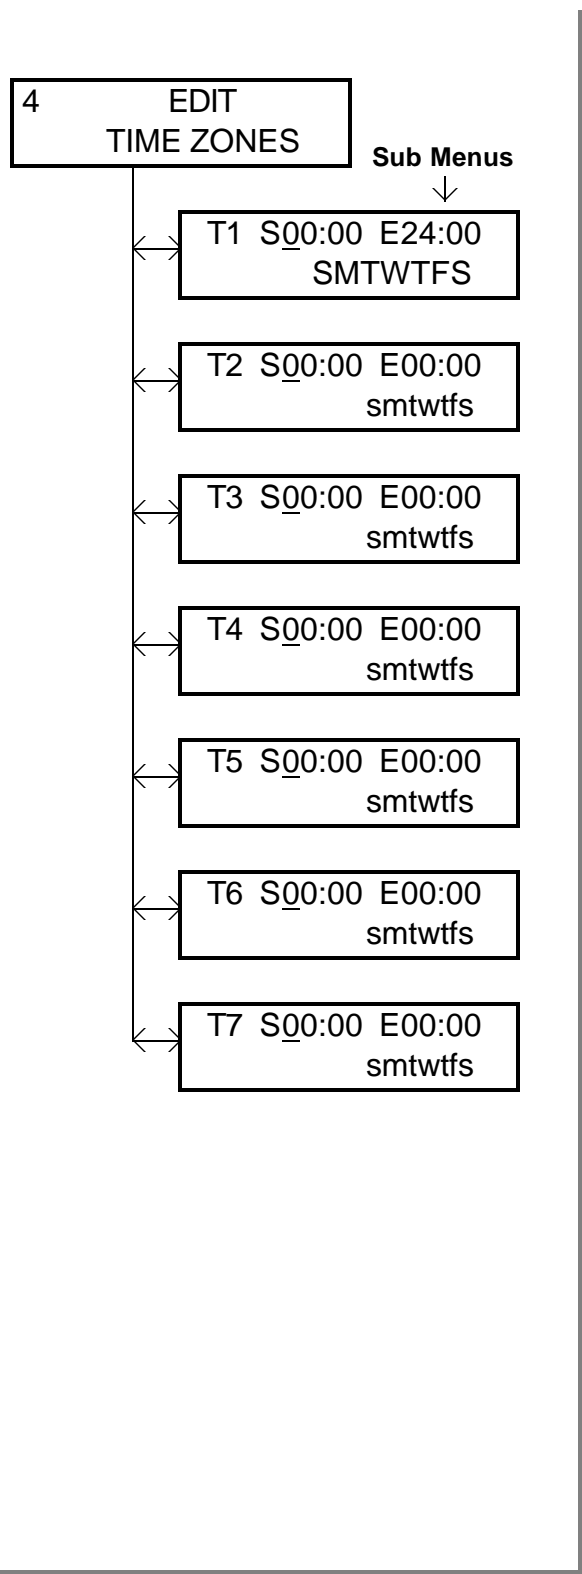 4 EDIT
TIME ZONES
Sub Menus
T1 S00:00 E24:00
SMTWTFS
T2 S00:00 E00:00
smtwtfs
T3 S00:00 E00:00
smtwtfs
T4 S00:00 E00:00
smtwtfs
T5 S00:00 E00:00
smtwtfs
T6 S00:00 E00:00
smtwtfs
T7 S00:00 E00:00
smtwtfs